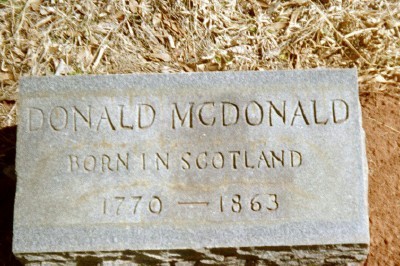 DONALD MCDONALD
BORN IN SCOTLAND
1770 — 1863